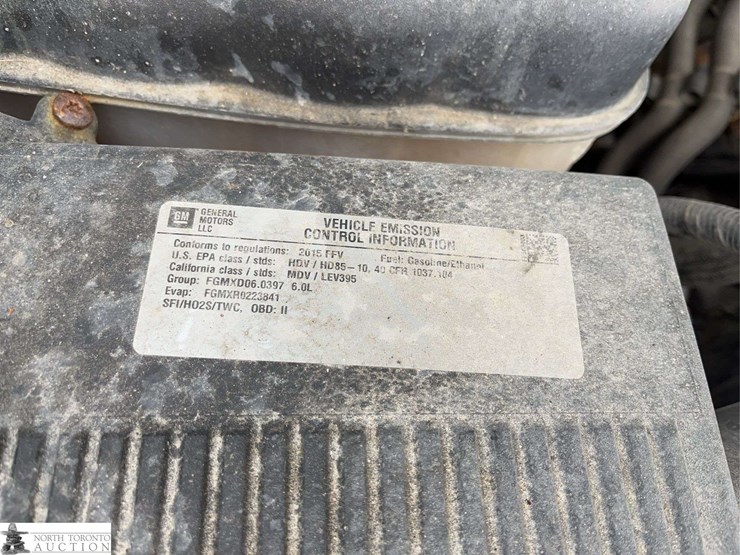 GM GENERAL MOTORS LLC
VEHICLE EMISSION
CONTROL INFORMATION
Conforms to regulations: 2015 FFV Fuel: Gasoline/Ethanol
U.S. EPA class / stds: HDV / HD85-10, 40 CFR 1037.104
California class / stds: MDV / LEV395
Group: FGMXD06.0397 6.0L
Evap: FGMXR0223841
SFI/HO2S/TWC, OBD: II
NORTH TORONTO
AUCTION